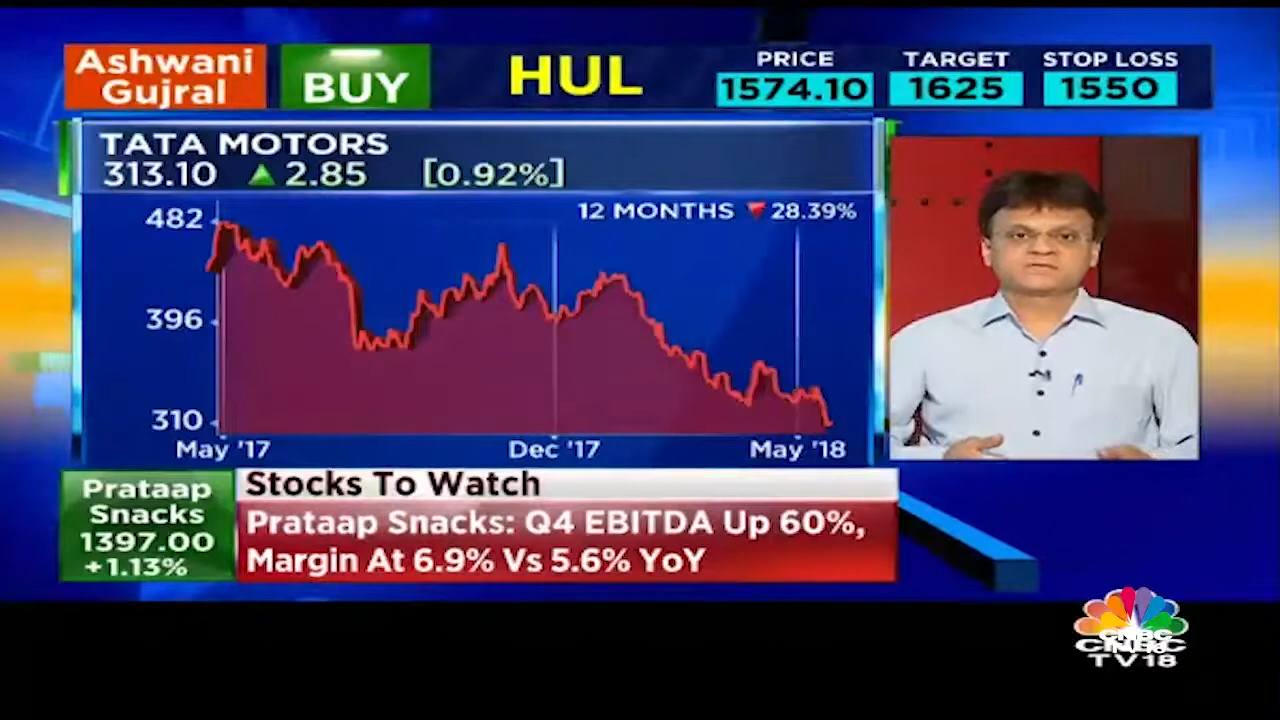 Ashwani
Gujral
BUY
HUL
PRICE
1574.10
TARGET
1625
STOP LOSS
1550
TATA MOTORS
313.10 ▲ 2.85 [0.92%]
12 MONTHS ▼ 28.39%
482
396
310
May '17
Dec '17
May '18
Prataap
Snacks
1397.00
+1.13%
Stocks To Watch
Prataap Snacks: Q4 EBITDA Up 60%,
Margin At 6.9% Vs 5.6% YoY
CNBC
TV18
CNBC
TV18